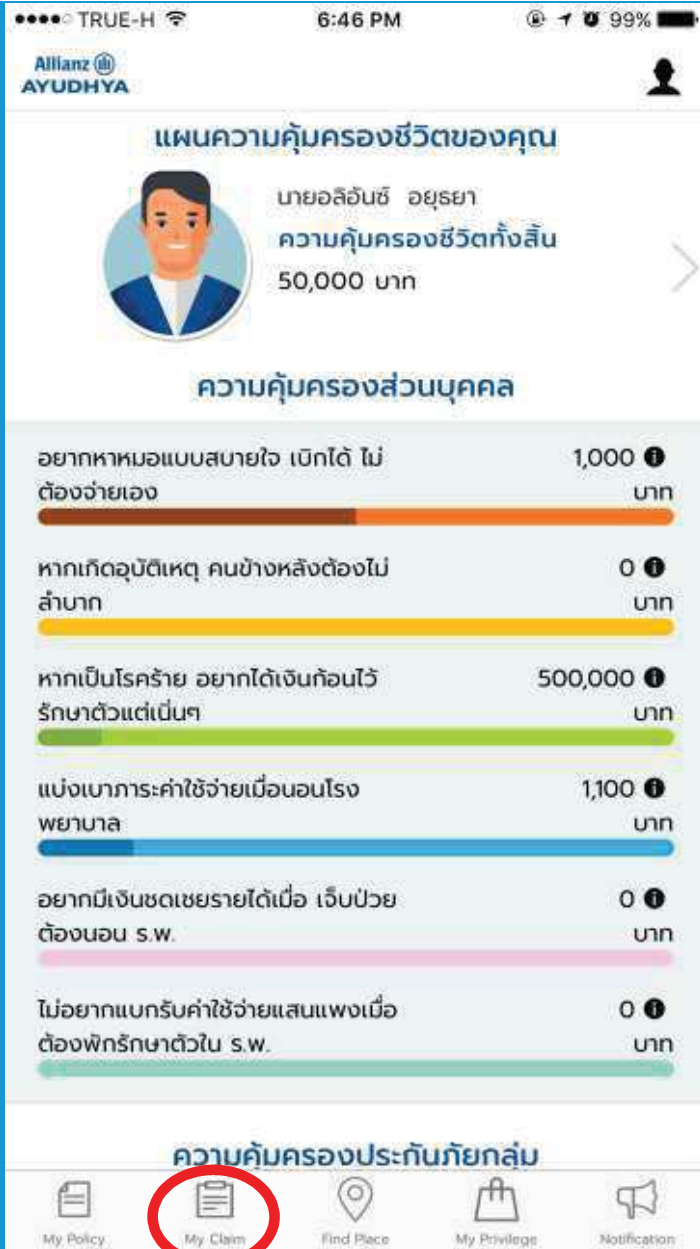 TRUE-H 6:46 PM 99%
Allianz
AYUDHYA
แผนความคุ้มครองชีวิตของคุณ
นายอลิอันซ์ อยุธยา
ความคุ้มครองชีวิตทั้งสิ้น
50,000 บาท
ความคุ้มครองส่วนบุคคล
อยากหาหมอแบบสบายใจ เบิกได้ ไม่ 1,000
ต้องจ่ายเอง บาท
หากเกิดอุบัติเหตุ คนข้างหลังต้องไม่ 0
ลำบาก บาท
หากเป็นโรคร้าย อยากได้เงินก้อนไว้ 500,000
รักษาตัวแต่เนิ่นๆ บาท
แบ่งเบาภาระค่าใช้จ่ายเมื่อนอนโรง 1,100
พยาบาล บาท
อยากมีเงินชดเชยรายได้เมื่อ เจ็บป่วย 0
ต้องนอน ร.พ. บาท
ไม่อยากแบกรับค่าใช้จ่ายแสนแพงเมื่อ 0
ต้องพักรักษาตัวใน ร.พ. บาท
ความคุ้มครองประกันภัยกลุ่ม
My Policy My Claim Find Place My Privilege Notification